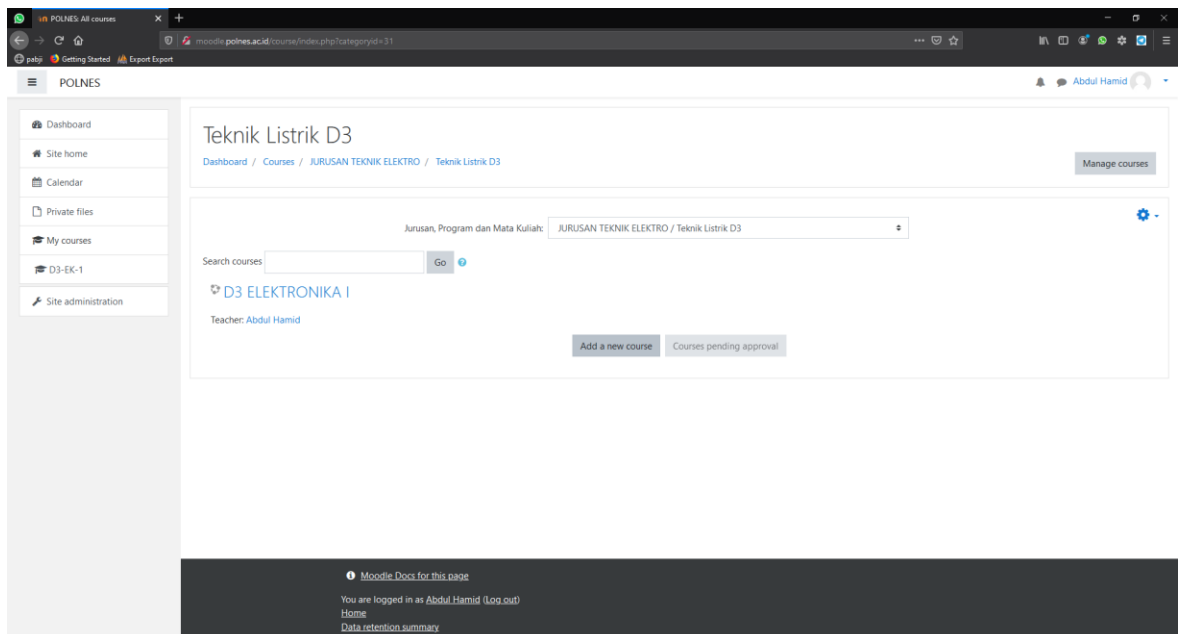 POLNES: All courses
moodle.polnes.ac.id/course/index.php?categoryid=31
pabji Getting Started Export Export
POLNES
Abdul Hamid
Dashboard
Site home
Calendar
Private files
My courses
D3-EK-1
Site administration
Teknik Listrik D3
Dashboard / Courses / JURUSAN TEKNIK ELEKTRO / Teknik Listrik D3
Manage courses
Jurusan, Program dan Mata Kuliah: JURUSAN TEKNIK ELEKTRO / Teknik Listrik D3
Search courses Go
D3 ELEKTRONIKA I
Teacher: Abdul Hamid
Add a new course Courses pending approval
Moodle Docs for this page
You are logged in as Abdul Hamid (Log out)
Home
Data retention summary